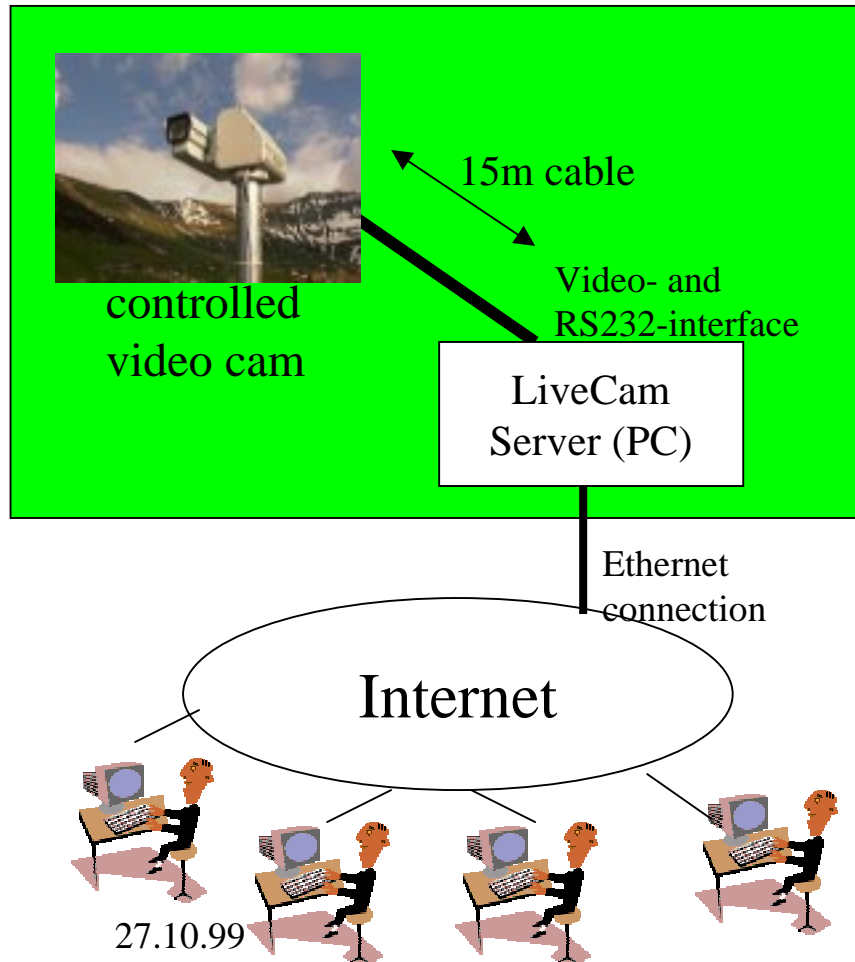 15m cable
controlled
video cam
Video- and
RS232-interface
LiveCam
Server (PC)
Ethernet
connection
Internet
27.10.99